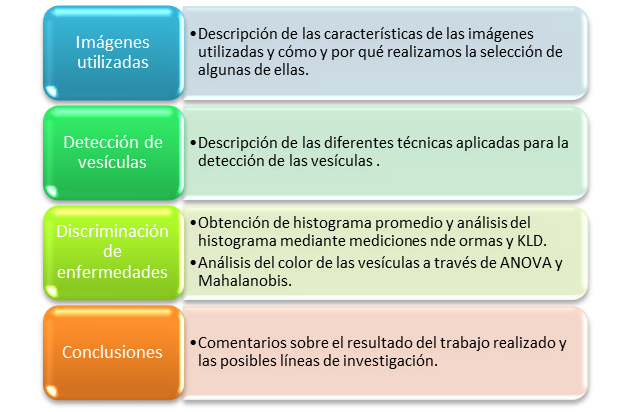 Imágenes
utilizadas
•Descripción de las características de las imágenes
utilizadas y cómo y por qué realizamos la selección de
algunas de ellas.
Detección de
vesículas
•Descripción de las diferentes técnicas aplicadas para la
detección de las vesículas .
Discriminación
de
enfermedades
•Obtención de histograma promedio y análisis del
histograma mediante mediciones nde ormas y KLD.
•Análisis del color de las vesículas a través de ANOVA y
Mahalanobis.
Conclusiones
•Comentarios sobre el resultado del trabajo realizado y
las posibles líneas de investigación.